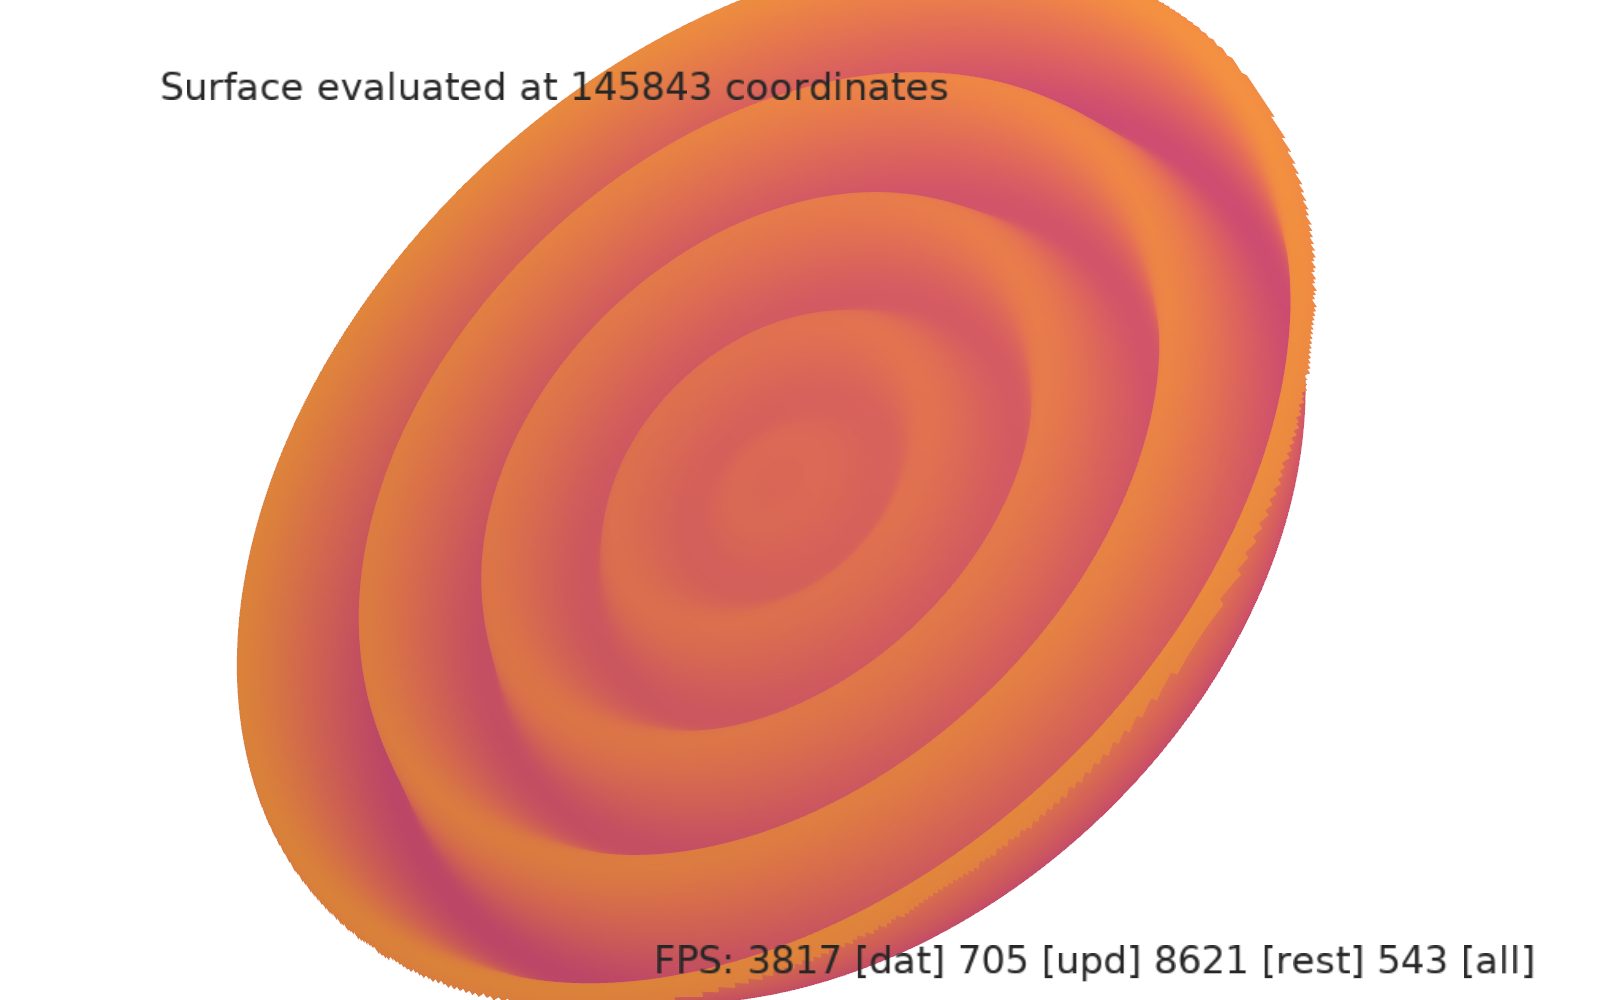 Surface evaluated at 145843 coordinates
FPS: 3817 [dat] 705 [upd] 8621 [rest] 543 [all]